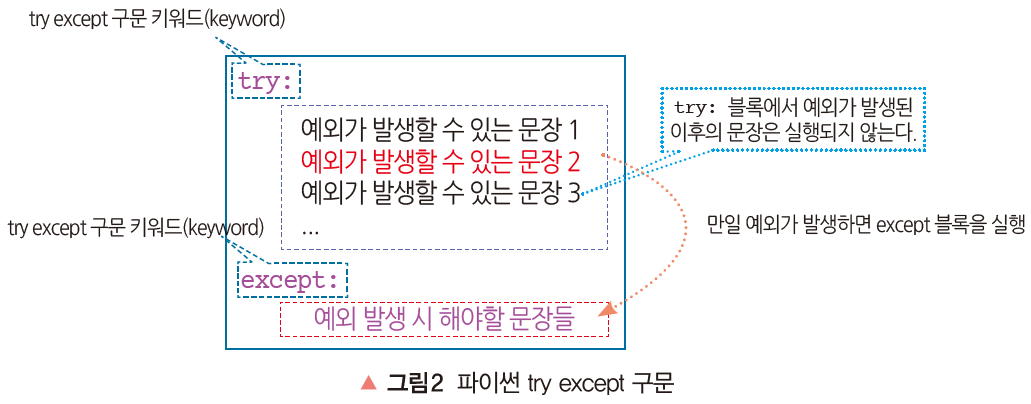 try except 구문 키워드(keyword)
try:
예외가 발생할 수 있는 문장 1
예외가 발생할 수 있는 문장 2
예외가 발생할 수 있는 문장 3
...
try: 블록에서 예외가 발생된
이후의 문장은 실행되지 않는다.
만일 예외가 발생하면 except 블록을 실행
try except 구문 키워드(keyword)
except:
예외 발생 시 해야할 문장들
▲ 그림2 파이썬 try except 구문